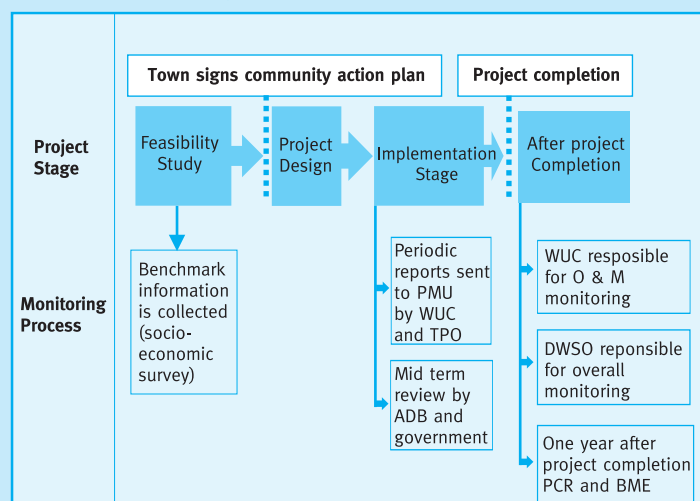 Town signs community action plan
Project completion
Project
Stage
Feasibility
Study
Project
Design
Implementation
Stage
After project
Completion
Monitoring
Process
Benchmark
information
is collected
(socio-
economic
survey)
Periodic
reports sent
to PMU
by WUC
and TPO
Mid term
review by
ADB and
government
WUC resposible
for O & M
monitoring
DWSO reponsible
for overall
monitoring
One year after
project completion
PCR and BME